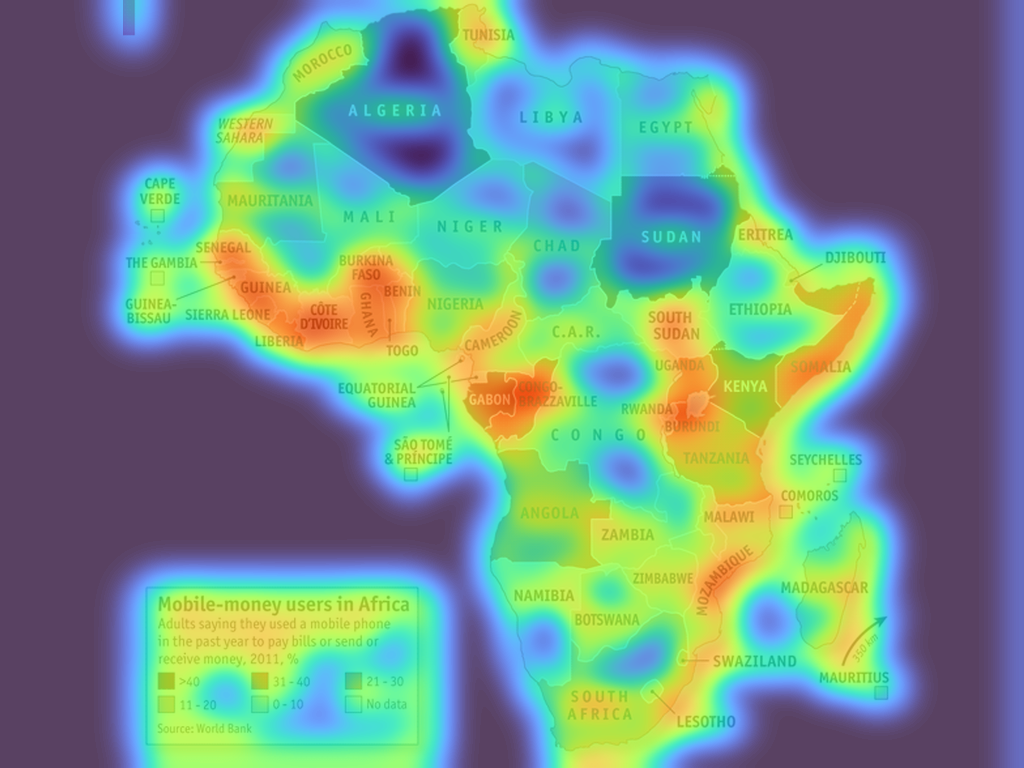 TUNISIA
MOROCCO
ALGERIA
LIBYA
EGYPT
WESTERN
SAHARA
CAPE
VERDE
MAURITANIA
MALI
NIGER
CHAD
SUDAN
ERITREA
DJIBOUTI
SENEGAL
THE GAMBIA
GUINEA-
BISSAU
GUINEA
SIERRA LEONE
LIBERIA
CÔTE
D'IVOIRE
BURKINA
FASO
GHANA
BENIN
TOGO
NIGERIA
CAMEROON
C.A.R.
SOUTH
SUDAN
ETHIOPIA
SOMALIA
UGANDA
KENYA
EQUATORIAL
GUINEA
GABON
CONGO-
BRAZZAVILLE
RWANDA
BURUNDI
CONGO
SÃO TOMÉ
& PRÍNCIPE
TANZANIA
SEYCHELLES
COMOROS
ANGOLA
ZAMBIA
MALAWI
MOZAMBIQUE
ZIMBABWE
NAMIBIA
BOTSWANA
MADAGASCAR
MAURITIUS
350 km
SWAZILAND
LESOTHO
SOUTH
AFRICA
Mobile-money users in Africa
Adults saying they used a mobile phone
in the past year to pay bills or send or
receive money, 2011, %
>40 31 - 40 21 - 30
11 - 20 0 - 10 No data
Source: World Bank